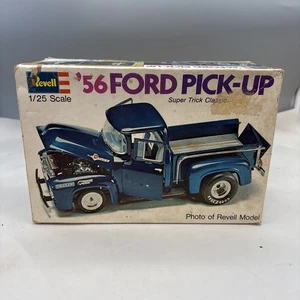 Revell
'56 FORD PICK-UP
1/25 Scale
Super Trick Classic
Photo of Revell Model